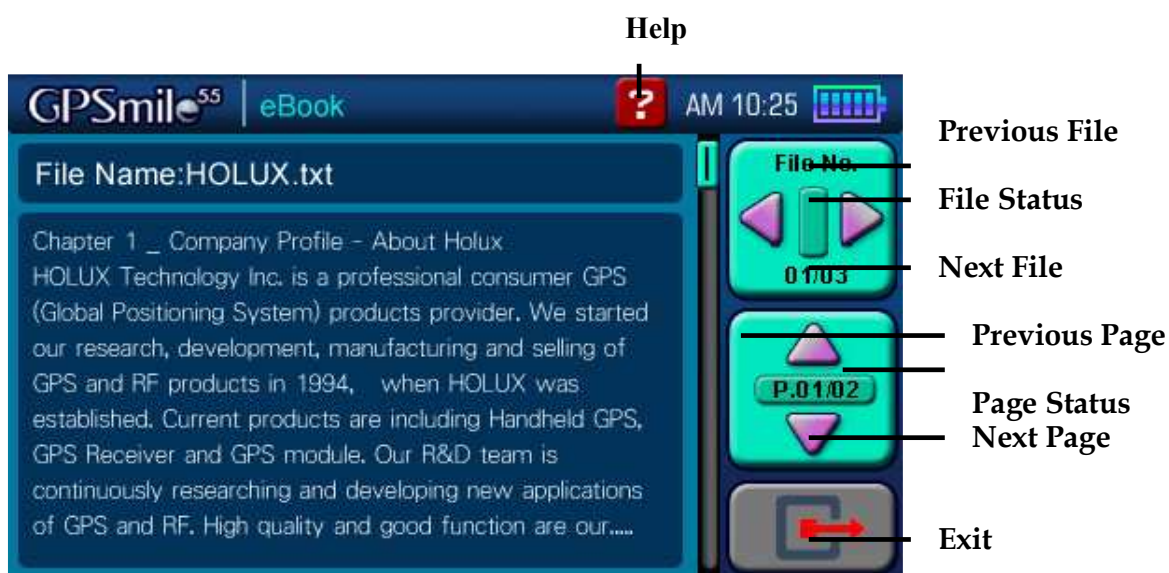 Help
GPSmile55 eBook ? AM 10:25
File Name:HOLUX.txt
Chapter 1 _ Company Profile - About Holux
HOLUX Technology Inc. is a professional consumer GPS
(Global Positioning System) products provider. We started
our research, development, manufacturing and selling of
GPS and RF products in 1994, when HOLUX was
established. Current products are including Handheld GPS,
GPS Receiver and GPS module. Our R&D team is
continuously researching and developing new applications
of GPS and RF. High quality and good function are our.....
File No.
01/03
P.01/02
Previous File
File Status
Next File
Previous Page
Page Status
Next Page
Exit